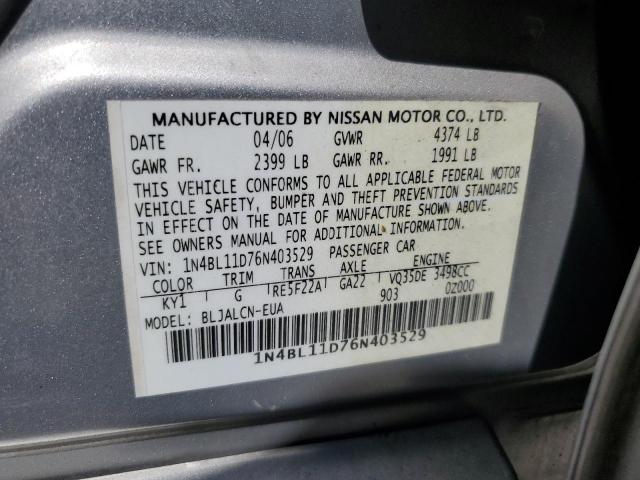 MANUFACTURED BY NISSAN MOTOR CO., LTD.
DATE 04/06 GVWR 4374 LB
GAWR FR. 2399 LB GAWR RR. 1991 LB
THIS VEHICLE CONFORMS TO ALL APPLICABLE FEDERAL MOTOR
VEHICLE SAFETY, BUMPER AND THEFT PREVENTION STANDARDS
IN EFFECT ON THE DATE OF MANUFACTURE SHOWN ABOVE.
SEE OWNERS MANUAL FOR ADDITIONAL INFORMATION.
VIN: 1N4BL11D76N403529 PASSENGER CAR
COLOR TRIM TRANS AXLE ENGINE
KY1 G RE5F22A GA22 VQ35DE 3498CC
MODEL: BLJALCN-EUA 903 0Z000
1N4BL11D76N403529